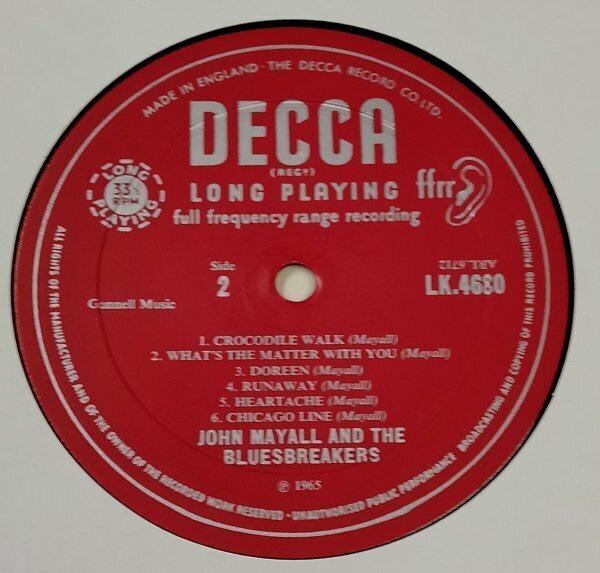 MADE IN ENGLAND · THE DECCA RECORD CO. LTD.
DECCA
(REGD)
LONG PLAYING
33⅓ RPM
LONG PLAYING
ffrr
full frequency range recording
Side
2
ARL.6712
LK.4680
Gunnell Music
1. CROCODILE WALK (Mayall)
2. WHAT'S THE MATTER WITH YOU (Mayall)
3. DOREEN (Mayall)
4. RUNAWAY (Mayall)
5. HEARTACHE (Mayall)
6. CHICAGO LINE (Mayall)
JOHN MAYALL AND THE
BLUESBREAKERS
℗ 1965
ALL RIGHTS OF THE MANUFACTURER AND OF THE OWNER OF THE RECORDED WORK RESERVED · UNAUTHORISED PUBLIC PERFORMANCE BROADCASTING AND COPYING OF THIS RECORD PROHIBITED